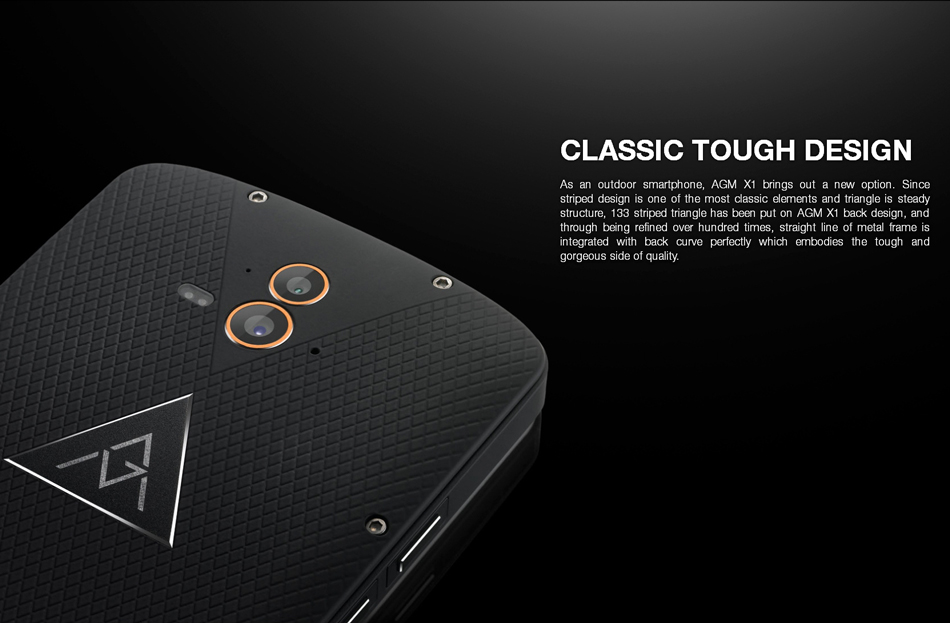 CLASSIC TOUGH DESIGN
As an outdoor smartphone, AGM X1 brings out a new option. Since
striped design is one of the most classic elements and triangle is steady
structure, 133 striped triangle has been put on AGM X1 back design, and
through being refined over hundred times, straight line of metal frame is
integrated with back curve perfectly which embodies the tough and
gorgeous side of quality.